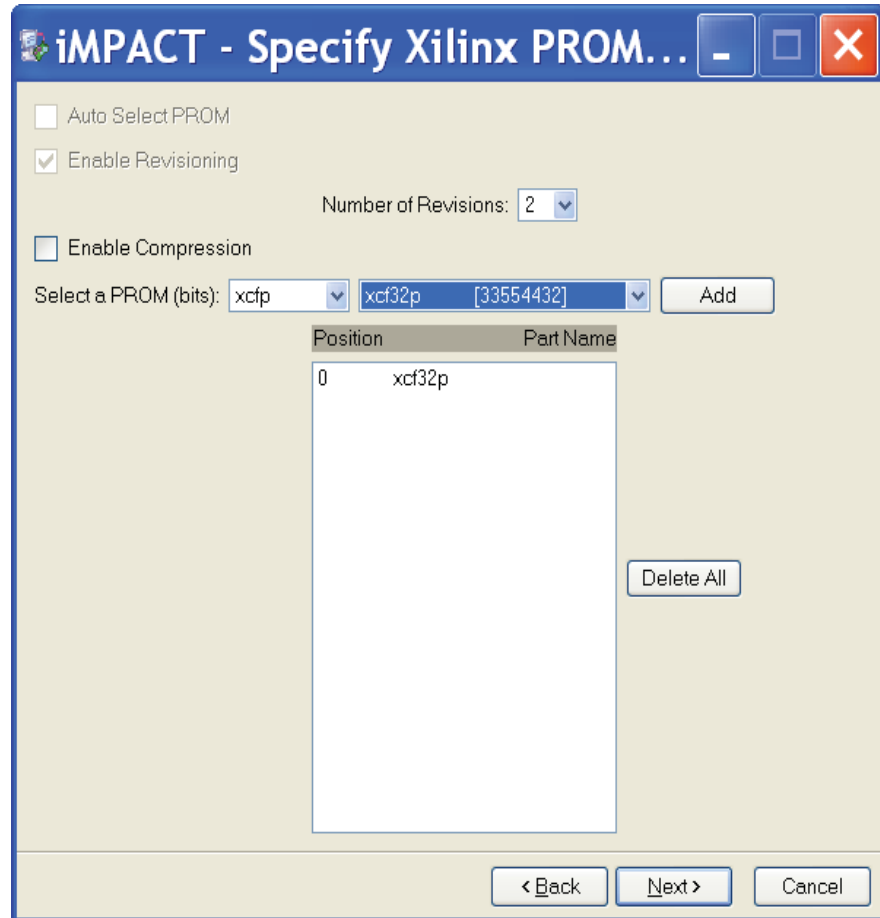 iMPACT - Specify Xilinx PROM...
Auto Select PROM
Enable Revisioning
Number of Revisions: 2
Enable Compression
Select a PROM (bits): xcfp xcf32p [33554432] Add
Position Part Name
0 xcf32p
Delete All
< Back Next > Cancel